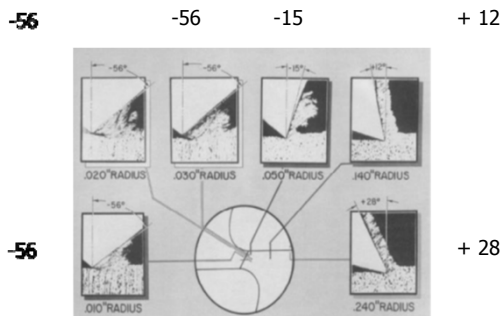 -56 -56 -15 + 12
-56° -56° -15° +12°
.020" RADIUS .030" RADIUS .050" RADIUS .140" RADIUS
-56° +28°
-56 + 28
.010" RADIUS .240" RADIUS